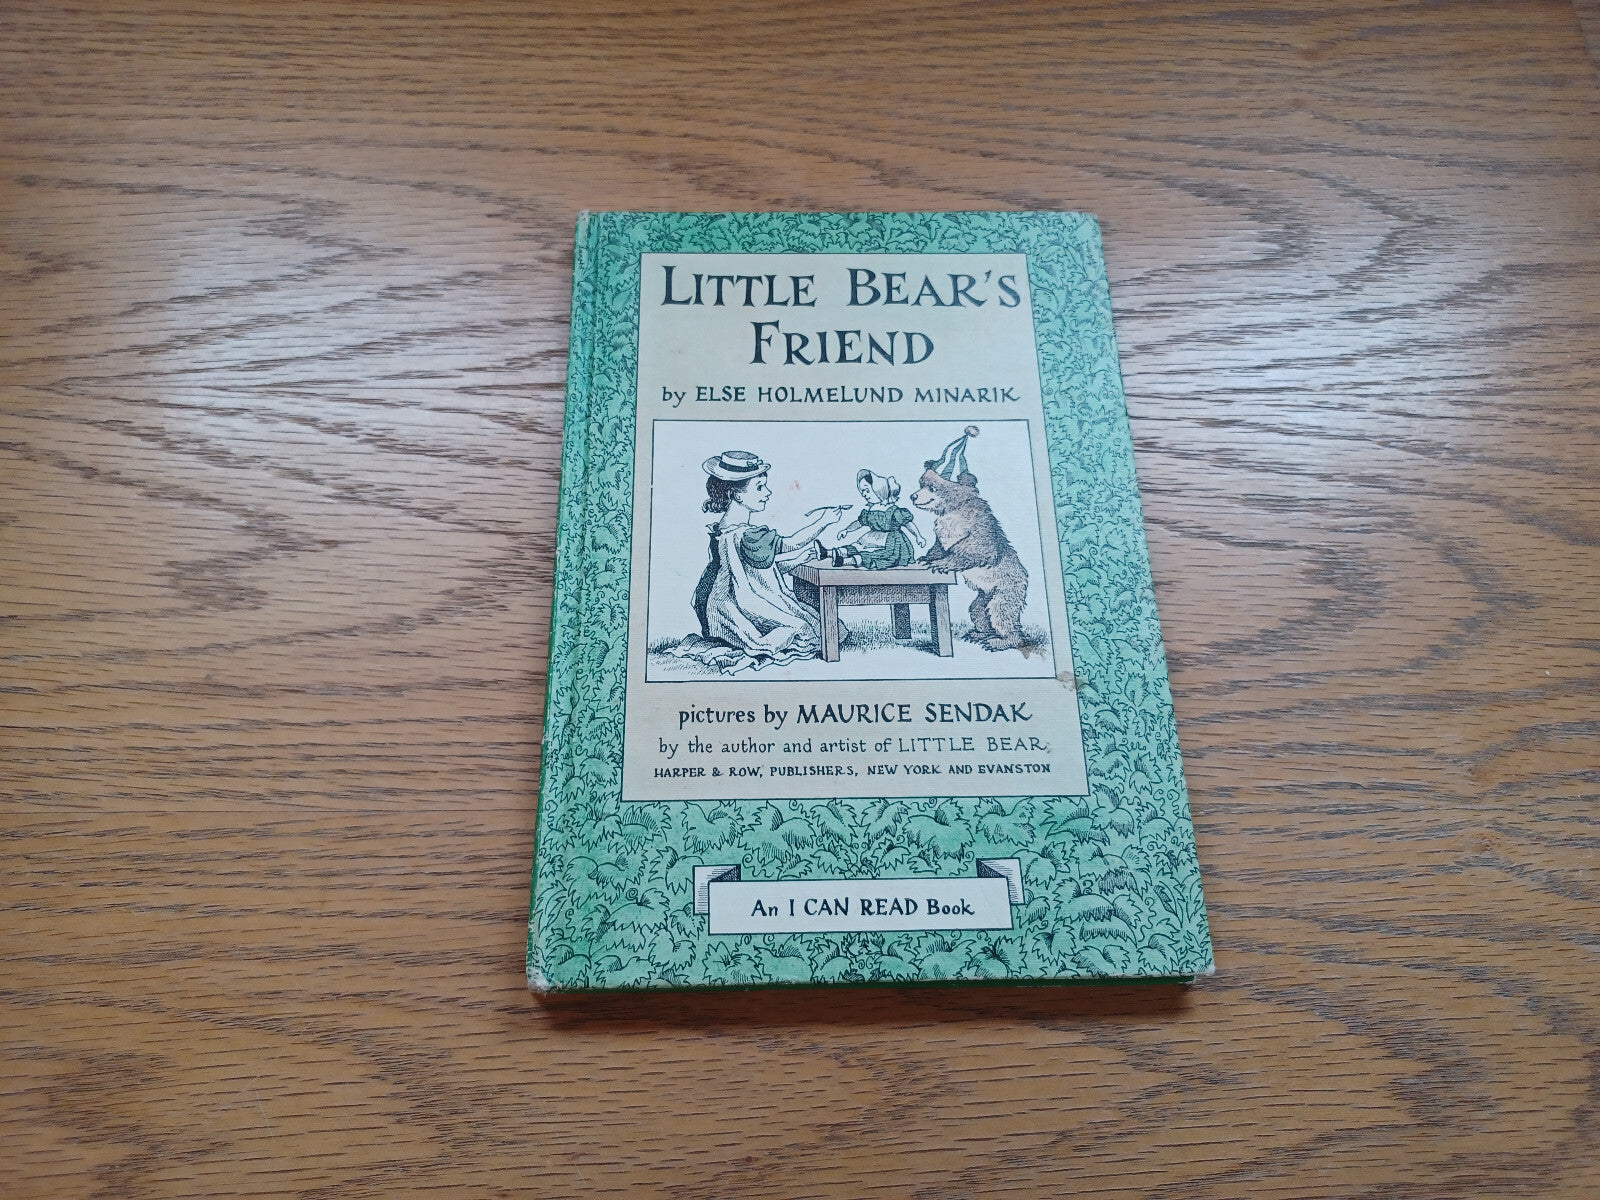 LITTLE BEAR'S
FRIEND
by ELSE HOLMELUND MINARIK
pictures by MAURICE SENDAK
by the author and artist of LITTLE BEAR
HARPER & ROW, PUBLISHERS, NEW YORK AND EVANSTON
An I CAN READ Book